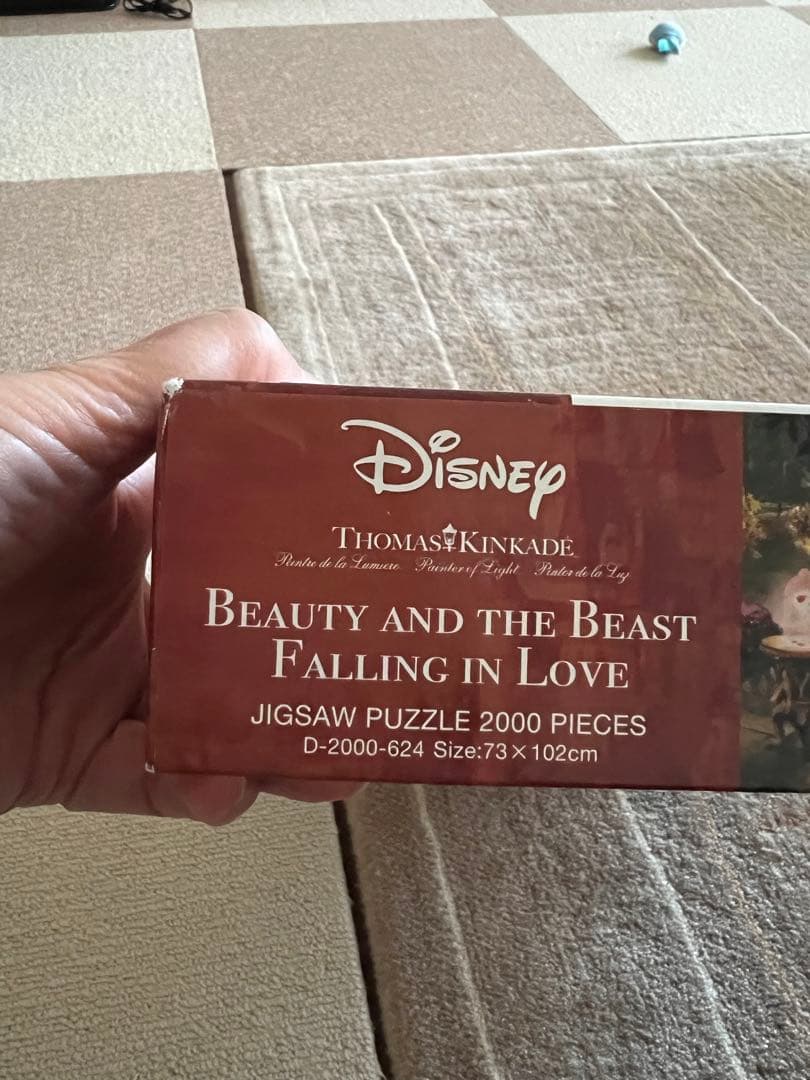 Disney
THOMAS KINKADE
Peintre de la Lumiere Painter of Light Pintor de la Luz
BEAUTY AND THE BEAST
FALLING IN LOVE
JIGSAW PUZZLE 2000 PIECES
D-2000-624 Size:73×102cm